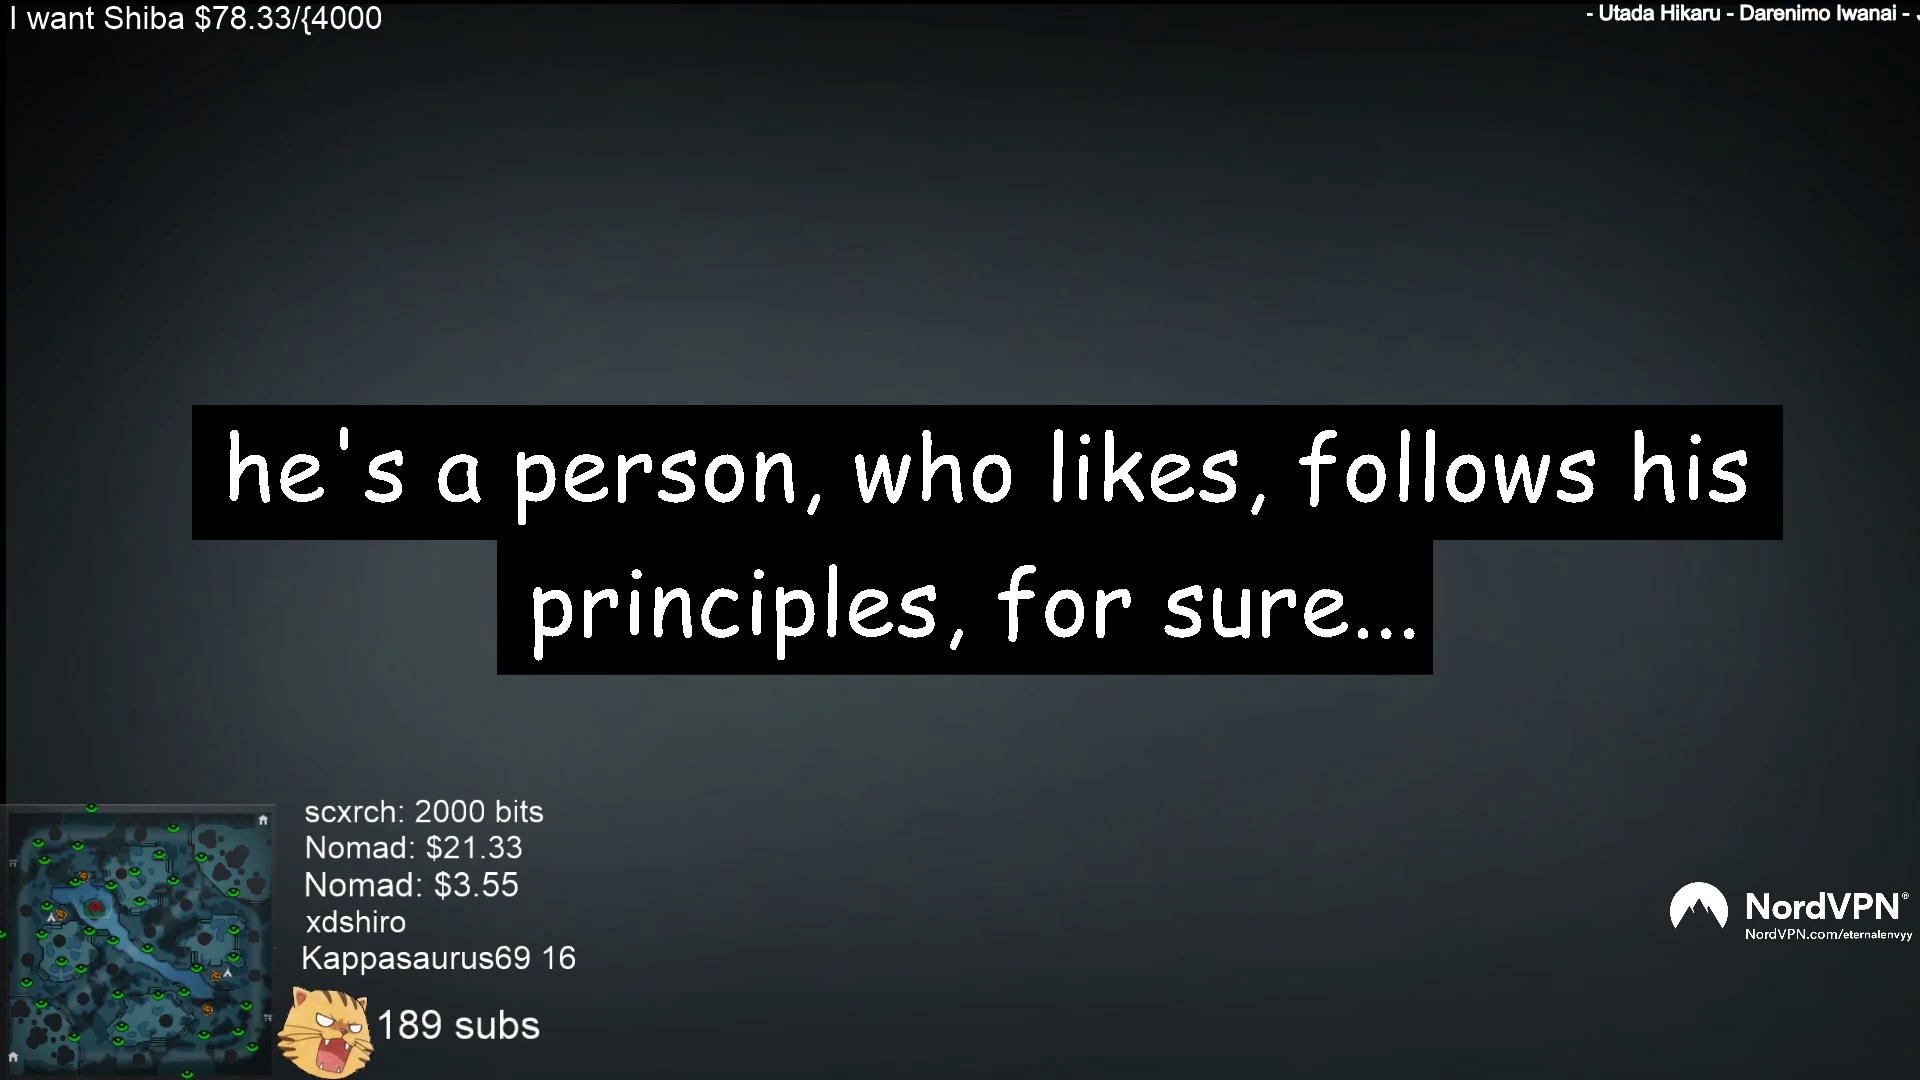 I want Shiba $78.33/{4000
- Utada Hikaru - Darenimo Iwanai -
he's a person, who likes, follows his
principles, for sure...
scxrch: 2000 bits
Nomad: $21.33
Nomad: $3.55
xdshiro
Kappasaurus69 16
189 subs
NordVPN®
NordVPN.com/eternalenvyy